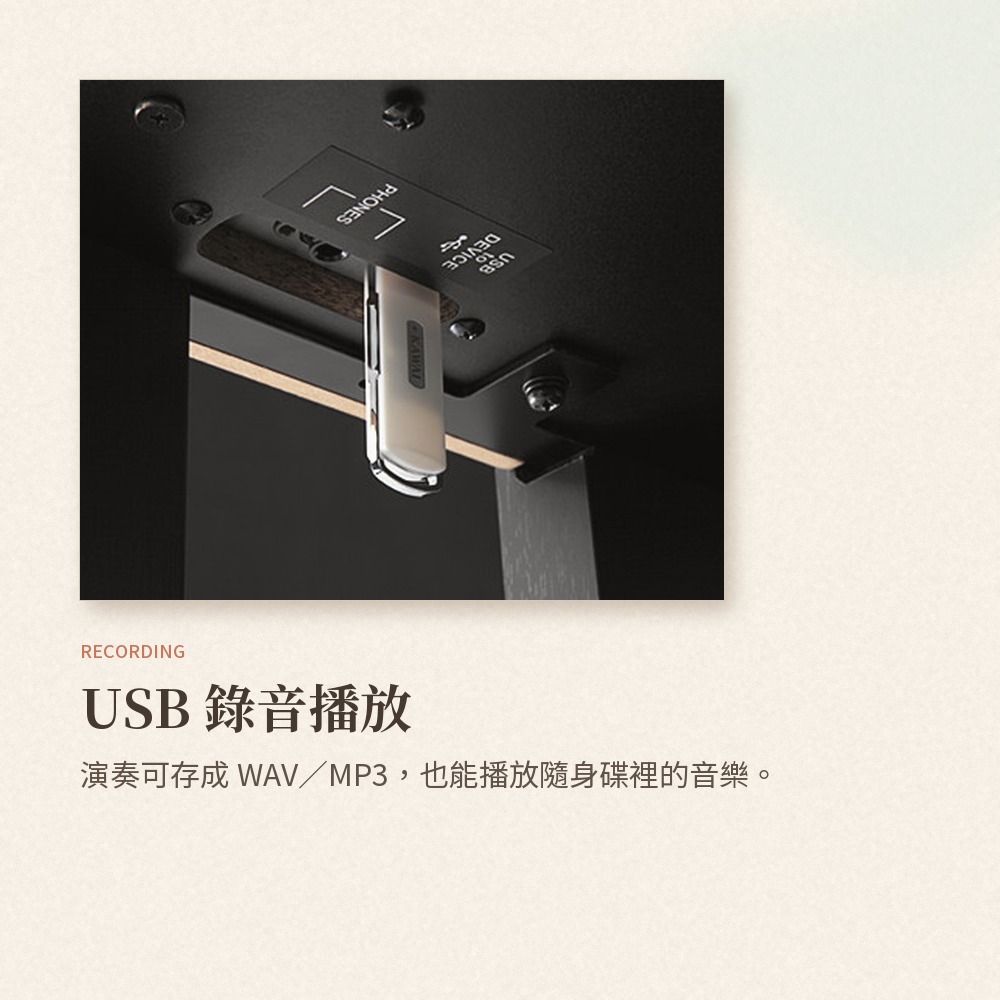 PHONES
USB
to
DEVICE
KAWAI
RECORDING
USB 錄音播放
演奏可存成 WAV／MP3，也能播放隨身碟裡的音樂。